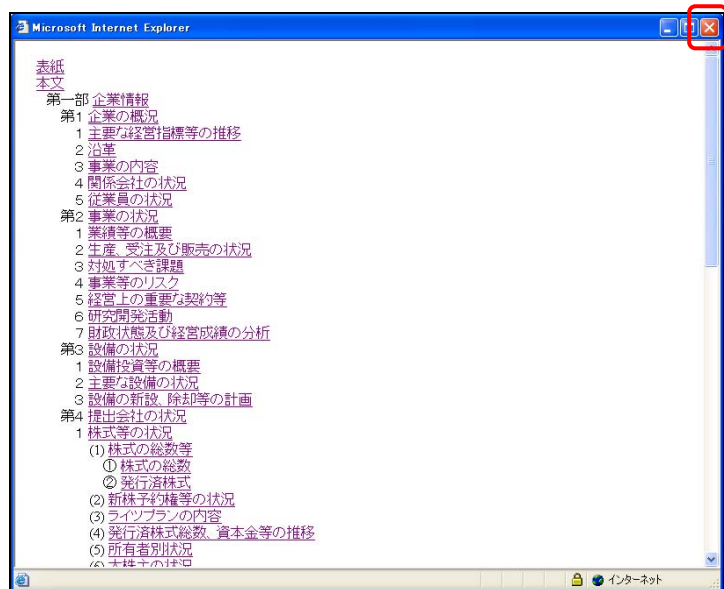 Microsoft Internet Explorer
表紙
本文
第一部 企業情報
第1 企業の概況
1 主要な経営指標等の推移
2 沿革
3 事業の内容
4 関係会社の状況
5 従業員の状況
第2 事業の状況
1 業績等の概要
2 生産、受注及び販売の状況
3 対処すべき課題
4 事業等のリスク
5 経営上の重要な契約等
6 研究開発活動
7 財政状態及び経営成績の分析
第3 設備の状況
1 設備投資等の概要
2 主要な設備の状況
3 設備の新設、除却等の計画
第4 提出会社の状況
1 株式等の状況
(1) 株式の総数等
① 株式の総数
② 発行済株式
(2) 新株予約権等の状況
(3) ライツプランの内容
(4) 発行済株式総数、資本金等の推移
(5) 所有者別状況
(6) 大株主の状況
インターネット